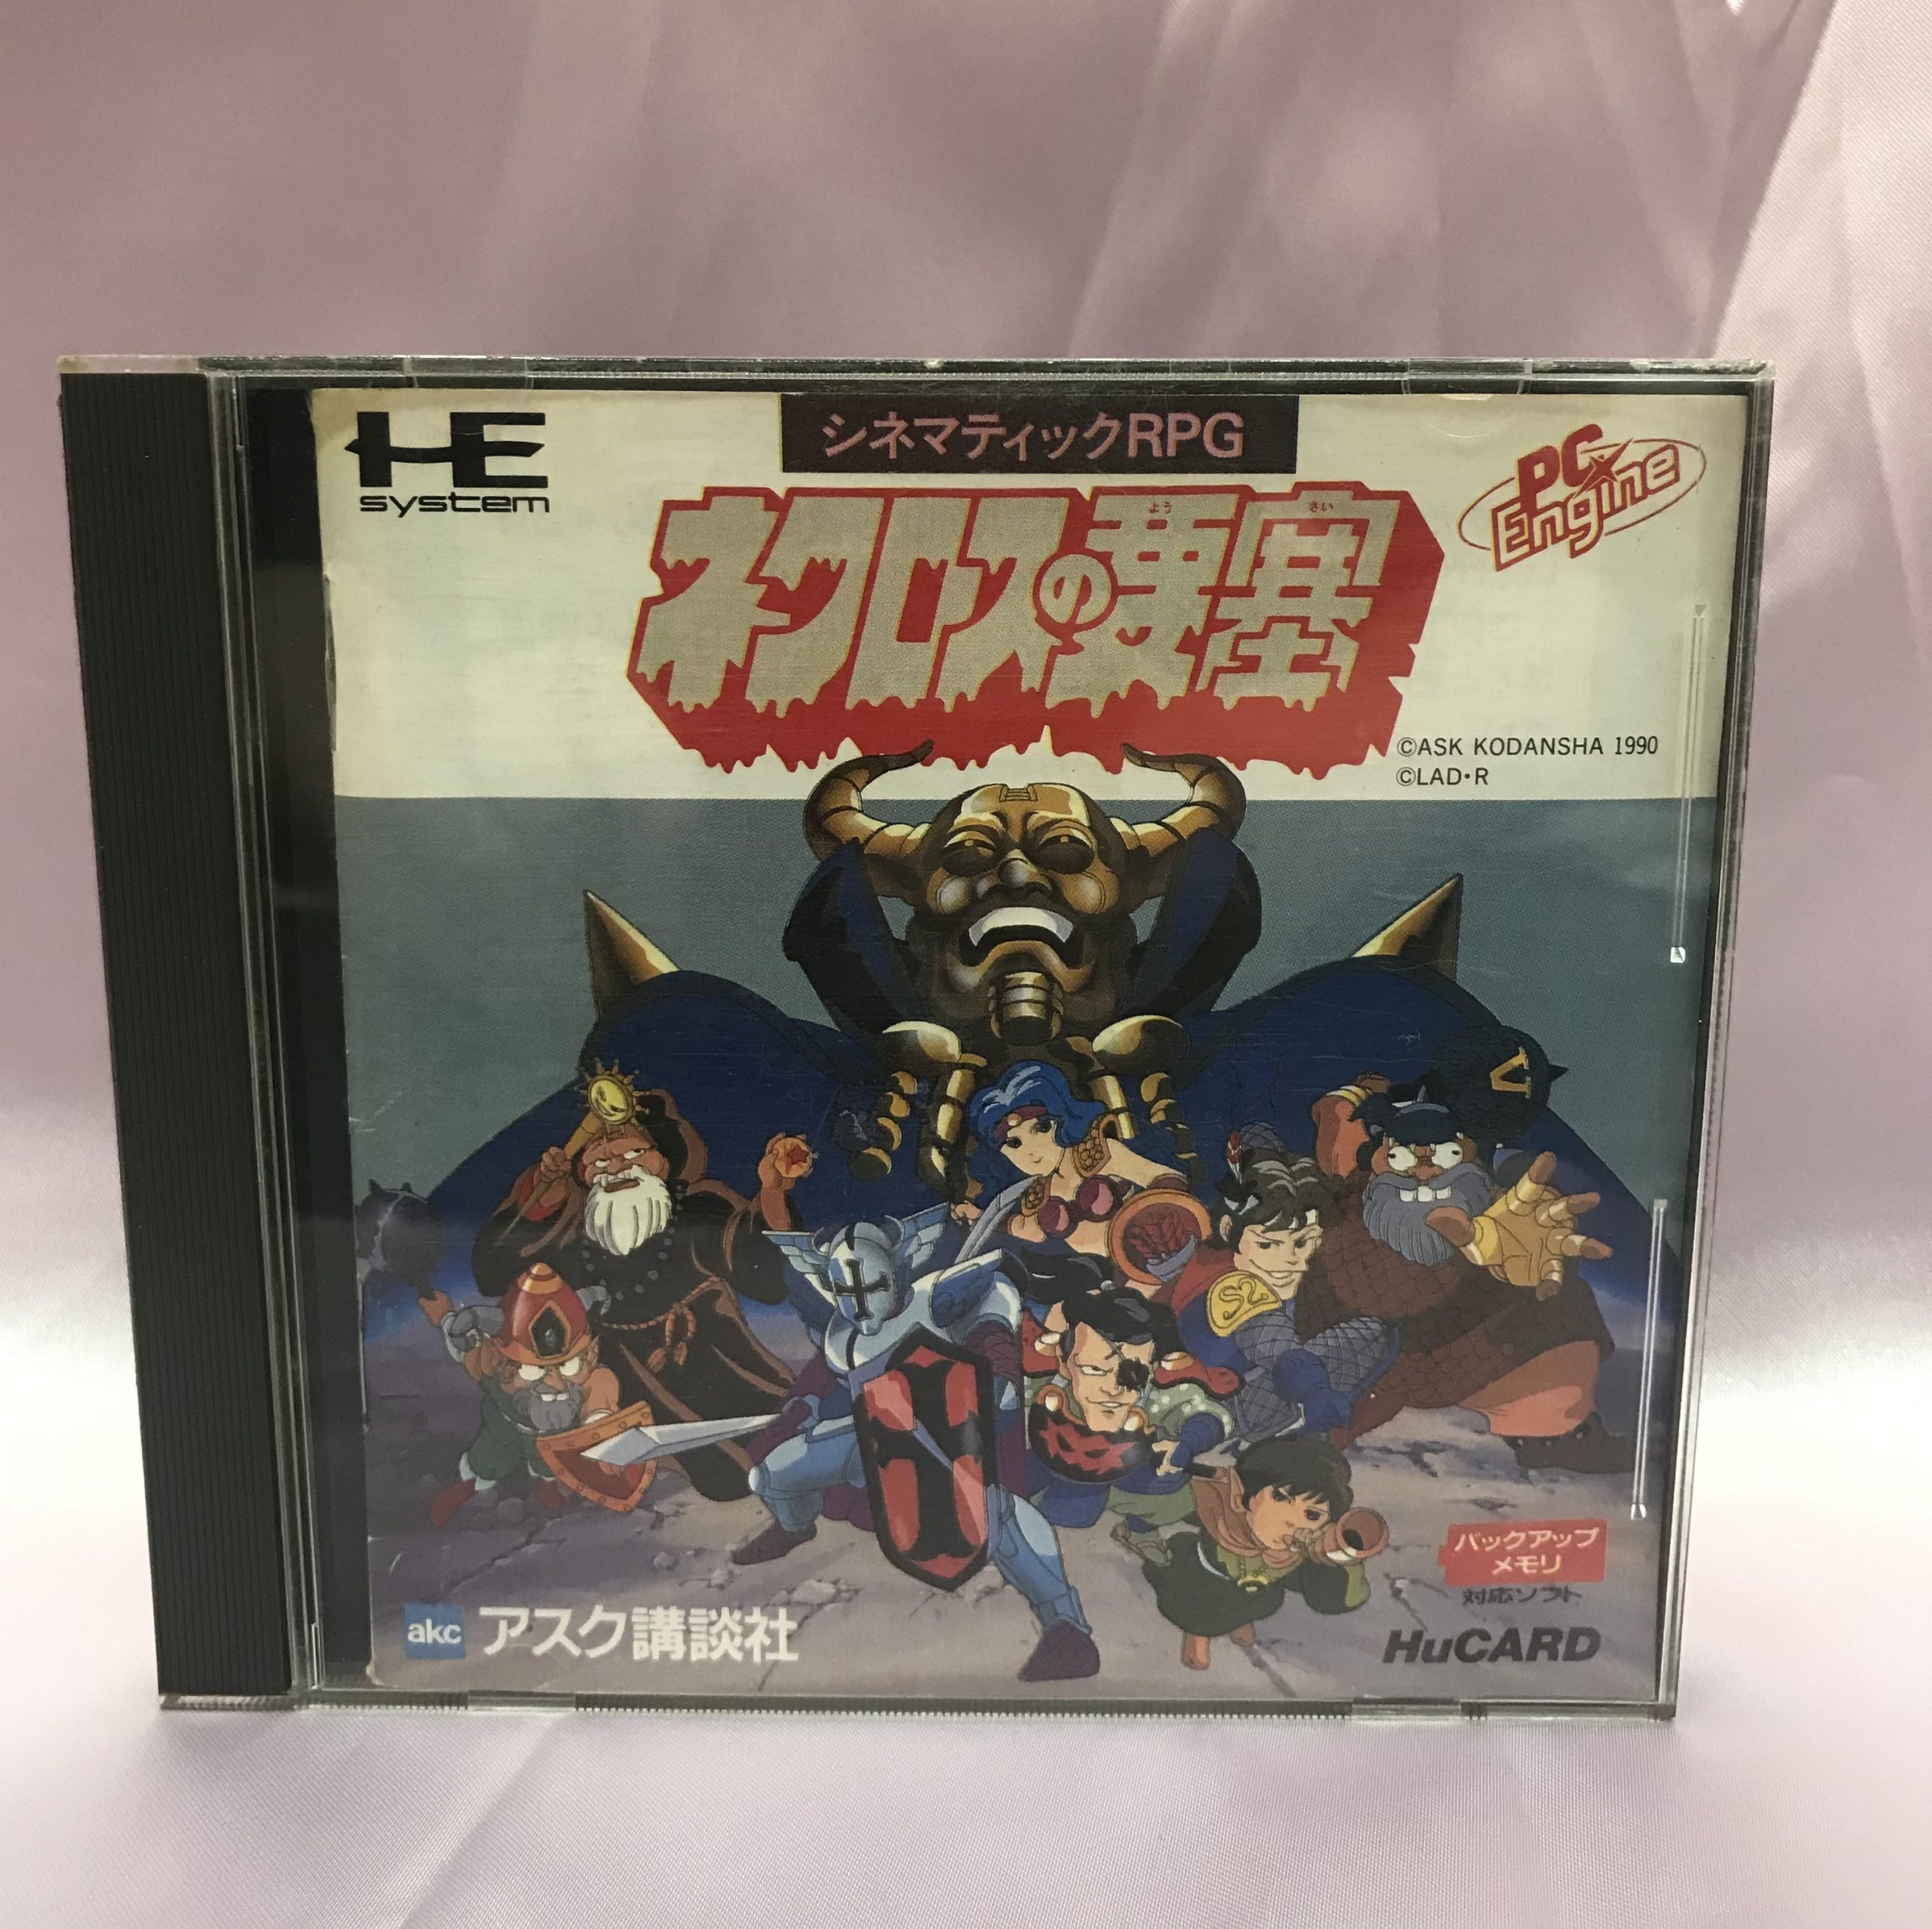 HE
system
シネマティックRPG
PC Engine
よう さい
ネクロスの要塞
©ASK KODANSHA 1990
©LAD・R
V
S2
バックアップ
メモリ
対応ソフト
HuCARD
akc アスク講談社